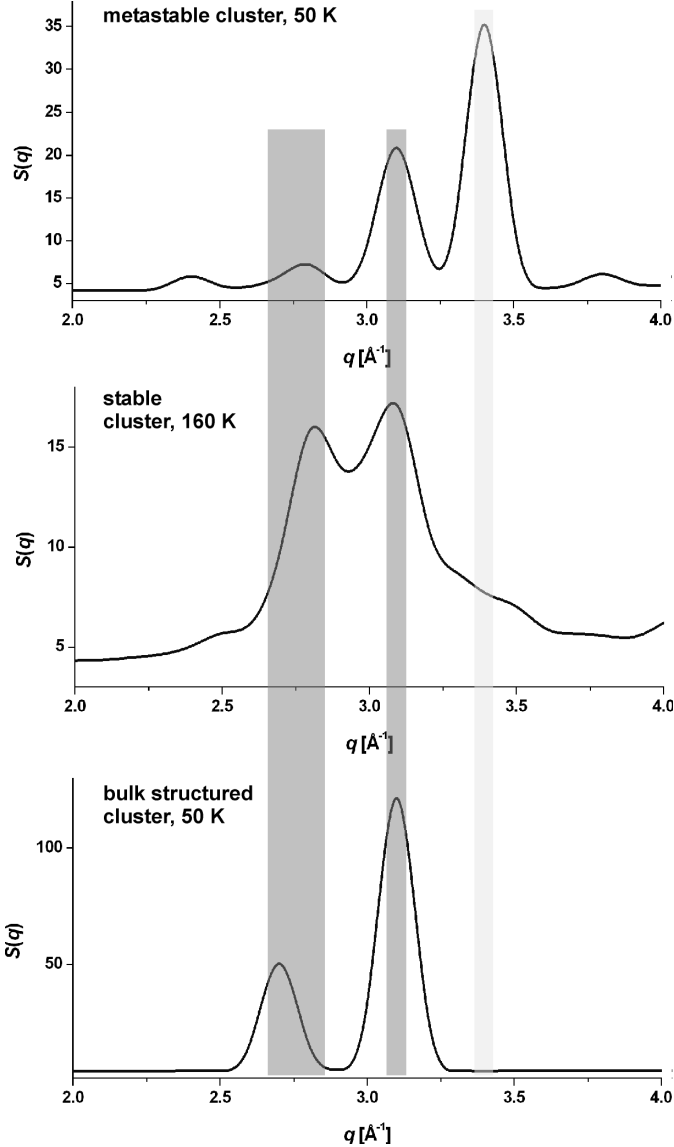 metastable cluster, 50 K
35
30
25
20
15
10
5
S(q)
2.0 2.5 3.0 3.5 4.0
q [Å⁻¹]
stable
cluster, 160 K
15
10
5
S(q)
2.0 2.5 3.0 3.5 4.0
q [Å⁻¹]
bulk structured
cluster, 50 K
100
50
S(q)
2.0 2.5 3.0 3.5 4.0
q [Å⁻¹]